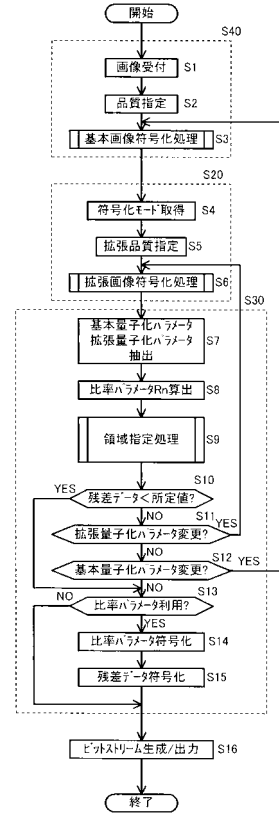 開始
S40
画像受付
S1
品質指定
S2
基本画像符号化処理
S3
S20
符号化モード取得
S4
拡張品質指定
S5
拡張画像符号化処理
S6
S30
基本量子化パラメータ
拡張量子化パラメータ
抽出
S7
比率パラメータRn算出
S8
領域指定処理
S9
S10
YES
残差データ<所定値?
NO
S11
YES
拡張量子化パラメータ変更?
NO
S12
YES
基本量子化パラメータ変更?
NO
S13
NO
比率パラメータ利用?
YES
比率パラメータ符号化
S14
残差データ符号化
S15
ビットストリーム生成/出力
S16
終了